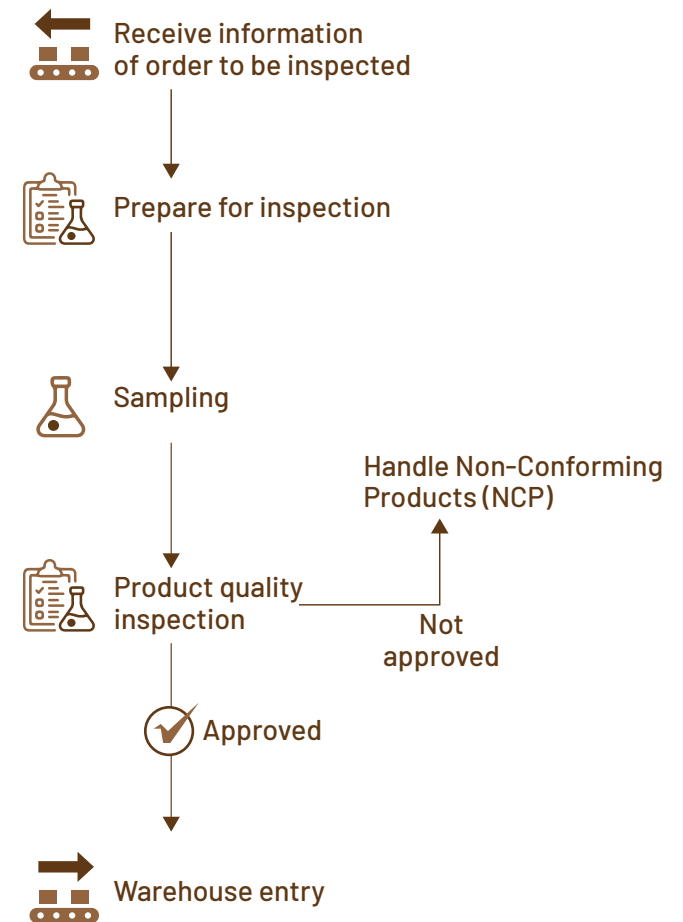 Receive information
of order to be inspected
Prepare for inspection
Sampling
Handle Non-Conforming
Products (NCP)
Product quality
inspection
Not
approved
Approved
Warehouse entry